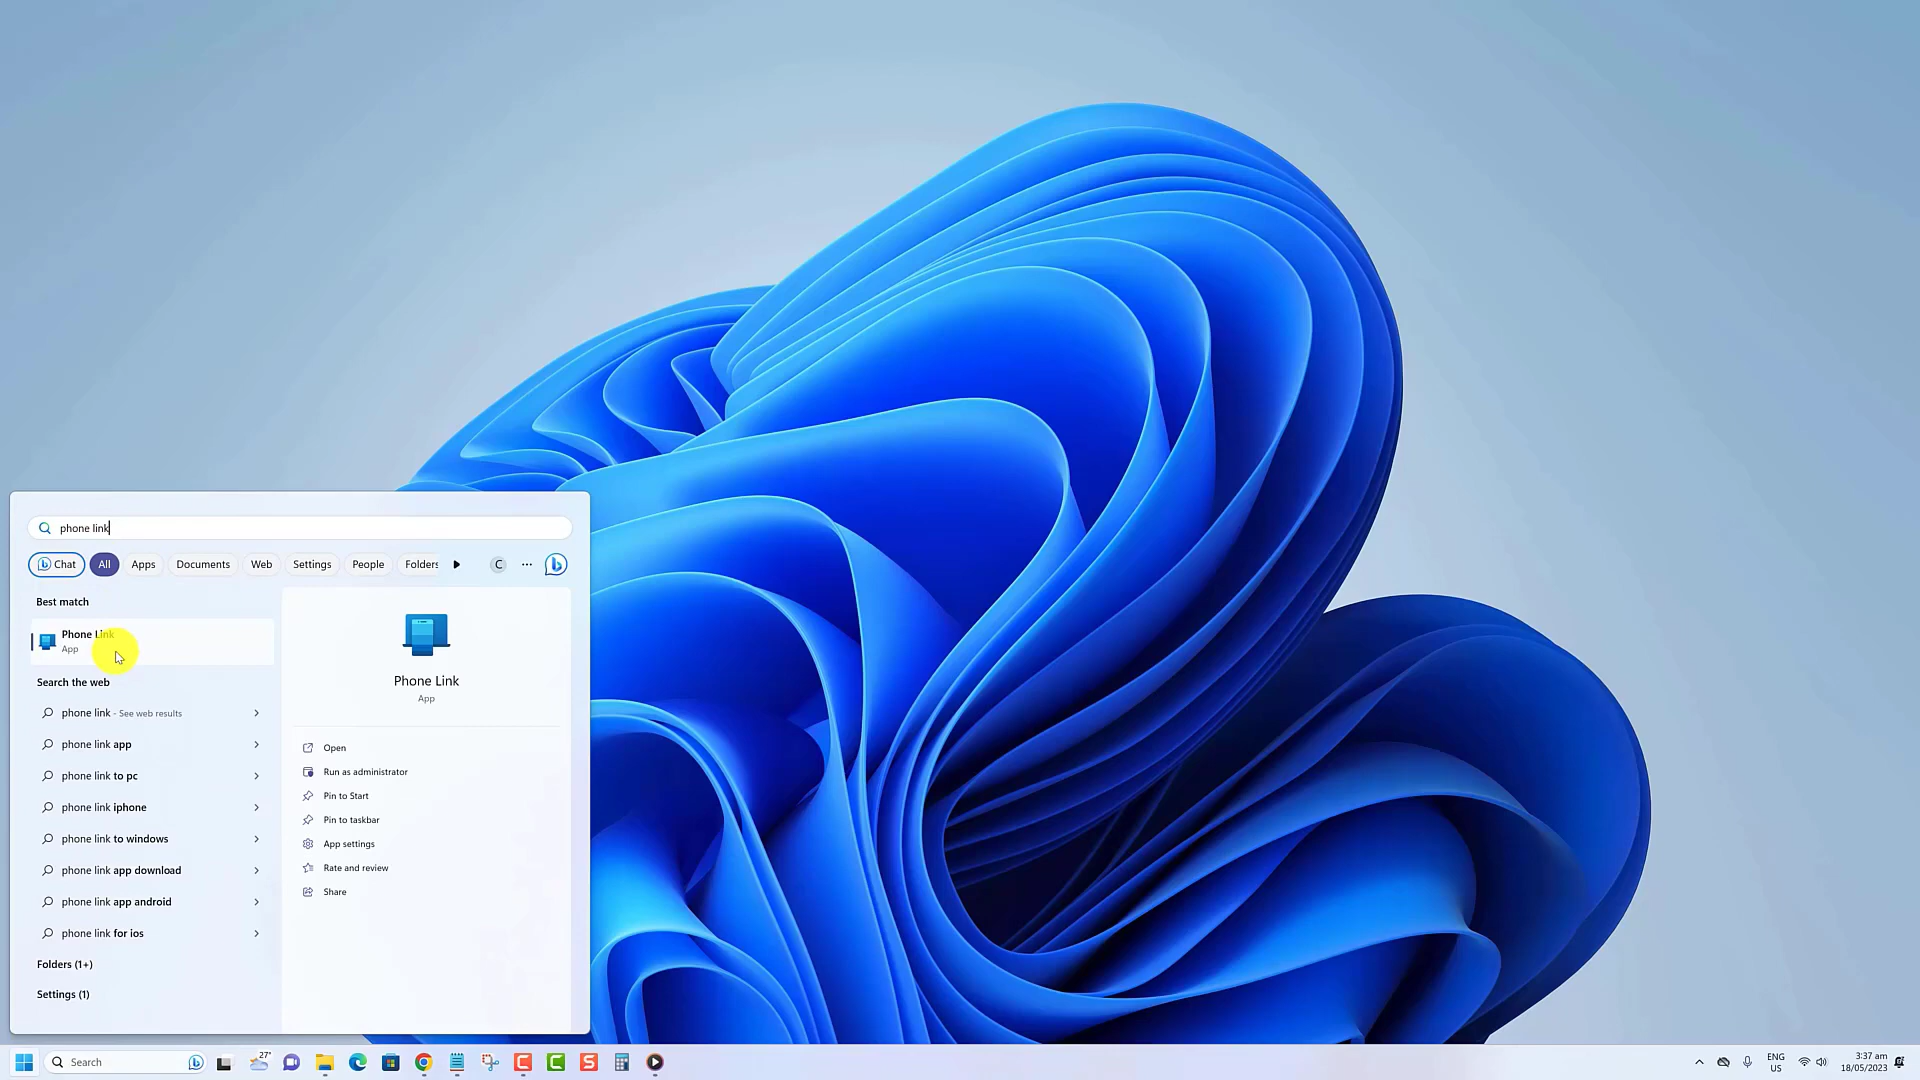 phone link
Chat
All
Apps
Documents
Web
Settings
People
Folders
C
Best match
Phone Link
App
Search the web
phone link - See web results
phone link app
phone link to pc
phone link iphone
phone link to windows
phone link app download
phone link app android
phone link for ios
Folders (1+)
Settings (1)
Phone Link
App
Open
Run as administrator
Pin to Start
Pin to taskbar
App settings
Rate and review
Share
Search
27°
ENG
US
3:37 am
18/05/2023